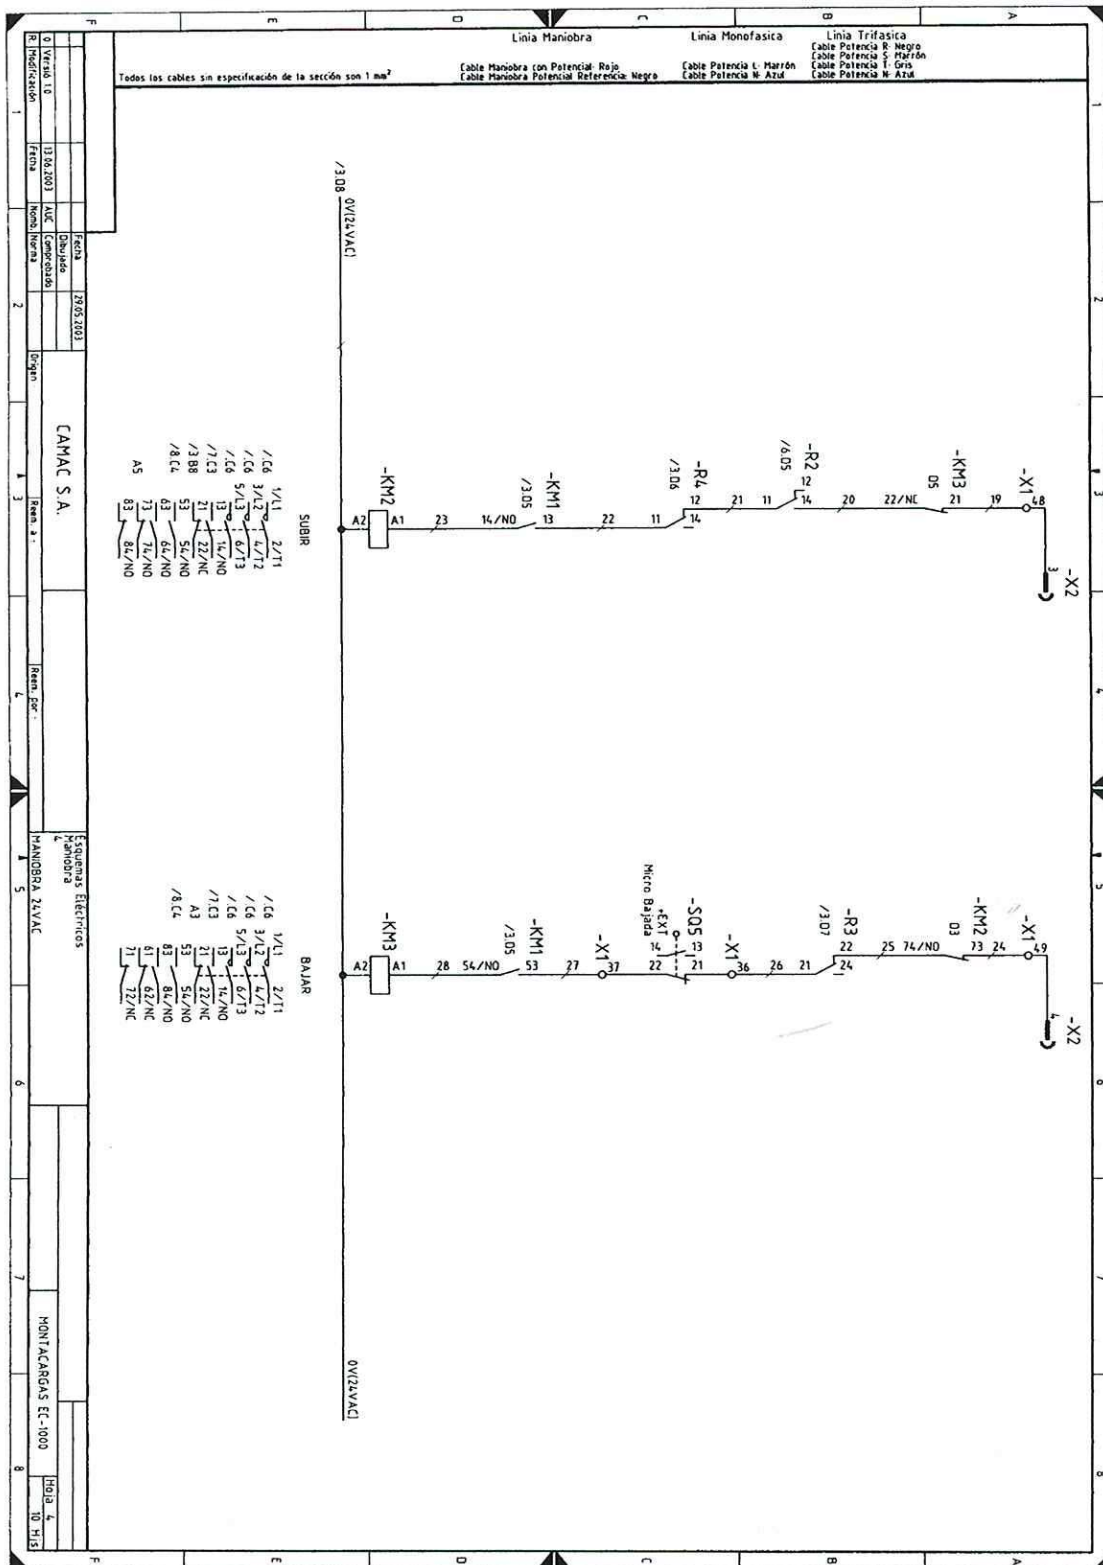 Linia Maniobra
Cable Maniobra con Potencial: Rojo
Cable Maniobra Potencial Referencia: Negro
Linia Monofasica
Cable Potencia L: Marrón
Cable Potencia N: Azul
Linia Trifasica
Cable Potencia R: Negro
Cable Potencia S: Marrón
Cable Potencia T: Gris
Cable Potencia N: Azul
Todos los cables sin especificación de la sección son 1 mm²
A
B
C
D
E
F
1
2
3
4
5
6
7
8
-X2
3
-X1
48
19
-KM3
21
22/NC
D5
20
-R2
12
14
11
/6.D5
21
-R4
12
14
11
/3.D6
22
-KM1
13
14/NO
/3.D5
23
-KM2
A1
A2
/3.D8
0V(24VAC)
SUBIR
/.C6 1/L1 2/T1
/.C6 3/L2 4/T2
/.C6 5/L3 6/T3
/7.C3 13 14/NO
/3.B8 21 22/NC
/8.C4 53 54/NO
63 64/NO
A5 73 74/NO
83 84/NO
-X2
4
-X1
49
24
-KM2
73
74/NO
D3
25
-R3
22
24
21
/3.D7
26
-X1
36
-SQ5
+EXT
Micro Bajada
13
14
21
22
-X1
37
27
-KM1
53
54/NO
/3.D5
28
-KM3
A1
A2
0V(24VAC)
BAJAR
/.C6 1/L1 2/T1
/.C6 3/L2 4/T2
/.C6 5/L3 6/T3
/7.C3 13 14/NO
A3 21 22/NC
53 54/NO
/8.C4 83 84/NO
61 62/NC
71 72/NC
Fecha 29.05.2003
Dibujado
0 Versió 1.0 13.06.2003 AUC Comprobado
R. Modificación Fecha Nomb. Norma
Origen
CAMAC S.A.
Reem. a :
Reem. por :
Esquemas Eléctricos
Maniobra
4
MANIOBRA 24VAC
MONTACARGAS EC-1000
Hoja 4
10 Hjs